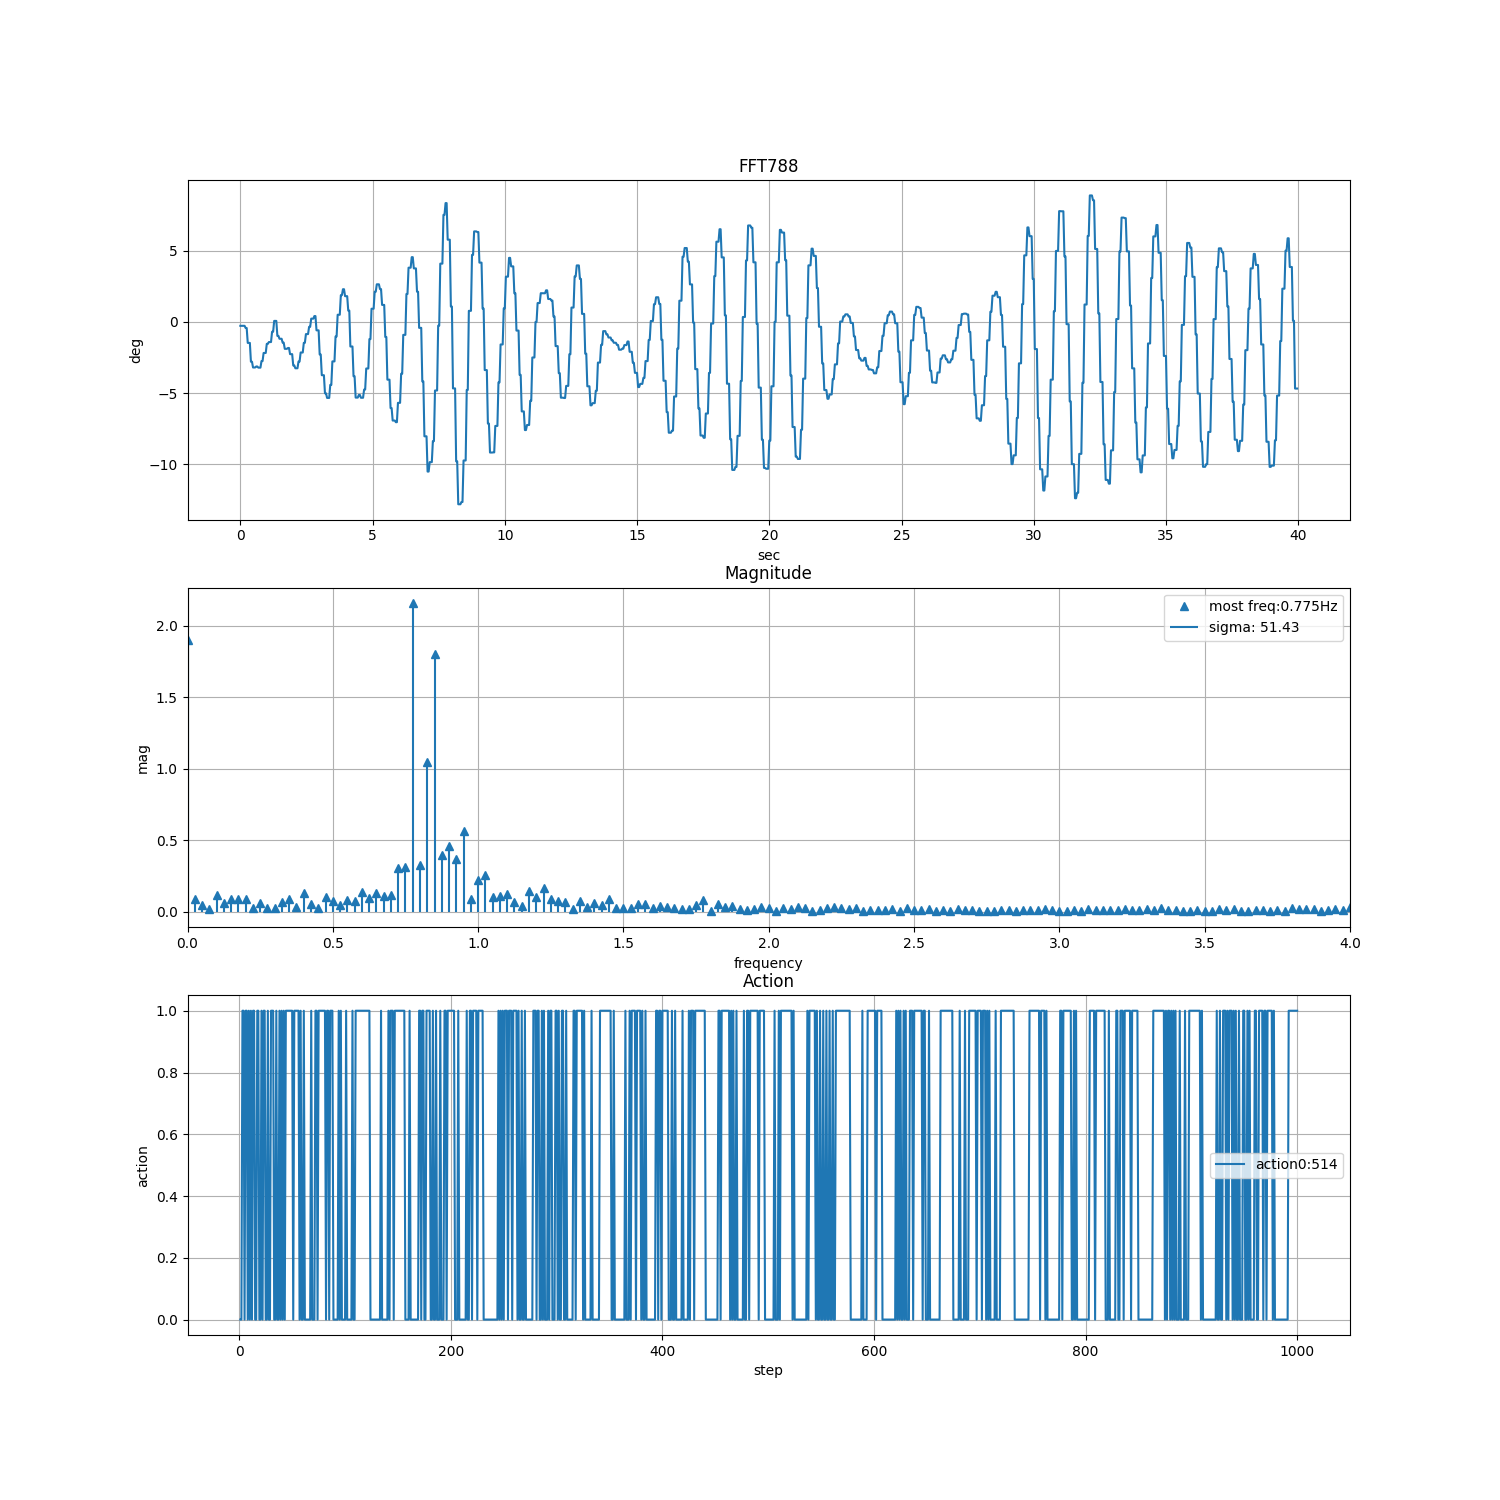 FFT788
deg
5
0
−5
−10
0 5 10 15 20 25 30 35 40
sec
Magnitude
most freq:0.775Hz
sigma: 51.43
mag
2.0
1.5
1.0
0.5
0.0
0.0 0.5 1.0 1.5 2.0 2.5 3.0 3.5 4.0
frequency
Action
action
1.0
0.8
0.6
action0:514
0.4
0.2
0.0
0 200 400 600 800 1000
step